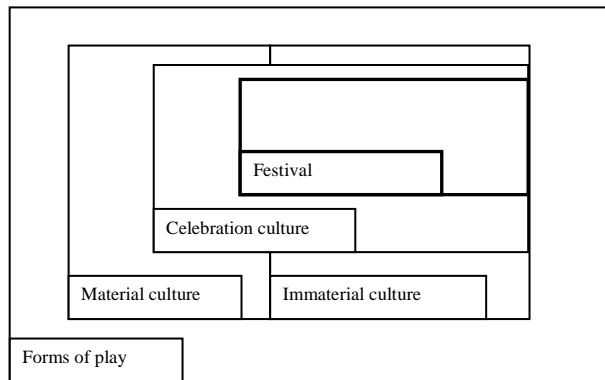 Festival
Celebration culture
Material culture
Immaterial culture
Forms of play